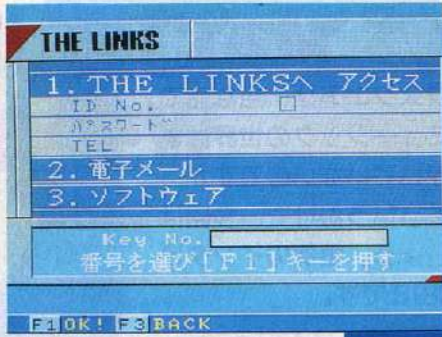 THE LINKS
1.THE LINKSへ アクセス
ID No. □
パスワード
TEL
2.電子メール
3.ソフトウェア
Key No.
番号を選び[F1]キーを押す
F1 OK! F3 BACK